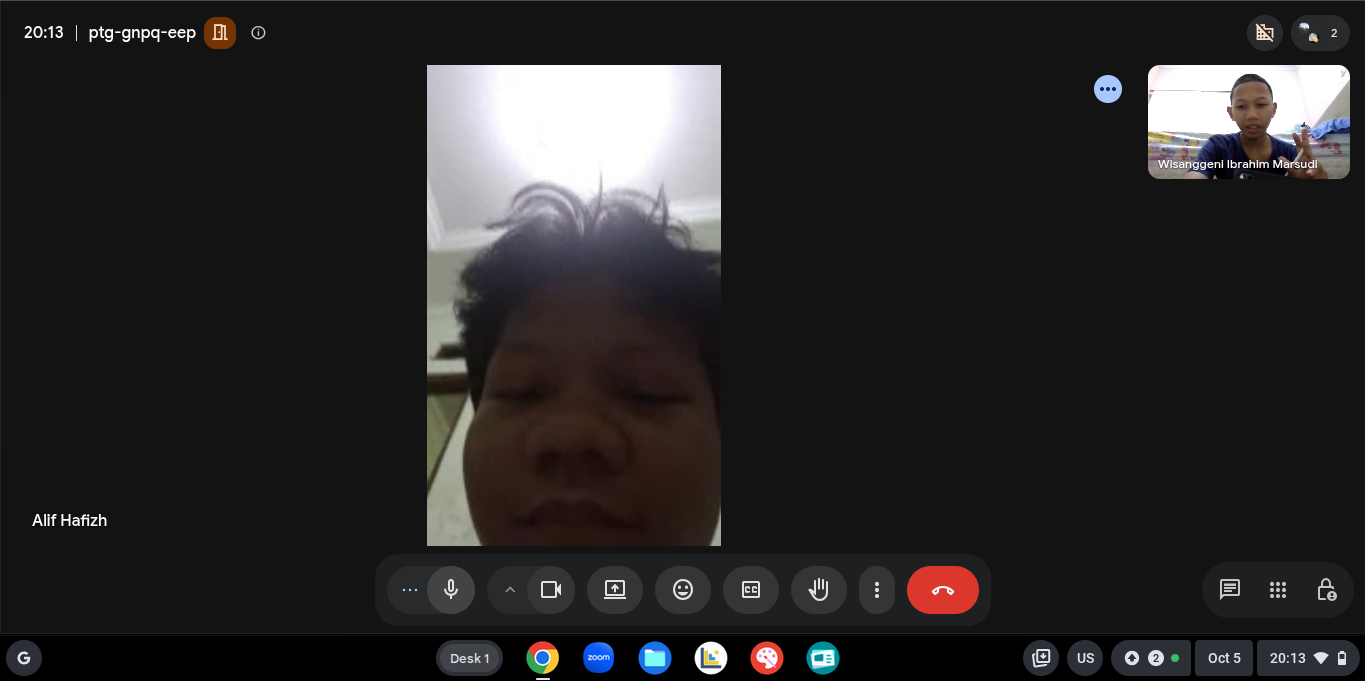 20:13 | ptg-gnpq-eep
2
Wisanggeni Ibrahim Marsudi
Alif Hafizh
CC
G
Desk 1
zoom
US
2
Oct 5
20:13